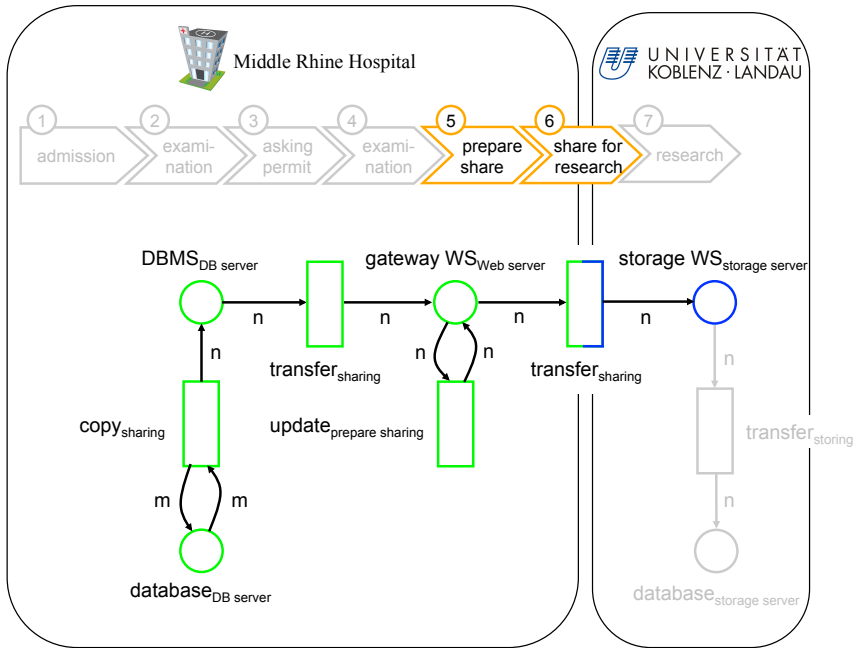 H
Middle Rhine Hospital
UNIVERSITÄT
KOBLENZ · LANDAU
1
2
3
4
5
6
7
admission
exami-
nation
asking
permit
exami-
nation
prepare
share
share for
research
research
DBMS DB server
gateway WS Web server
storage WS storage server
n
n
n
n
n
n
n
n
transfer sharing
transfer sharing
n
copy sharing
update prepare sharing
transfer storing
m
m
n
database DB server
database storage server